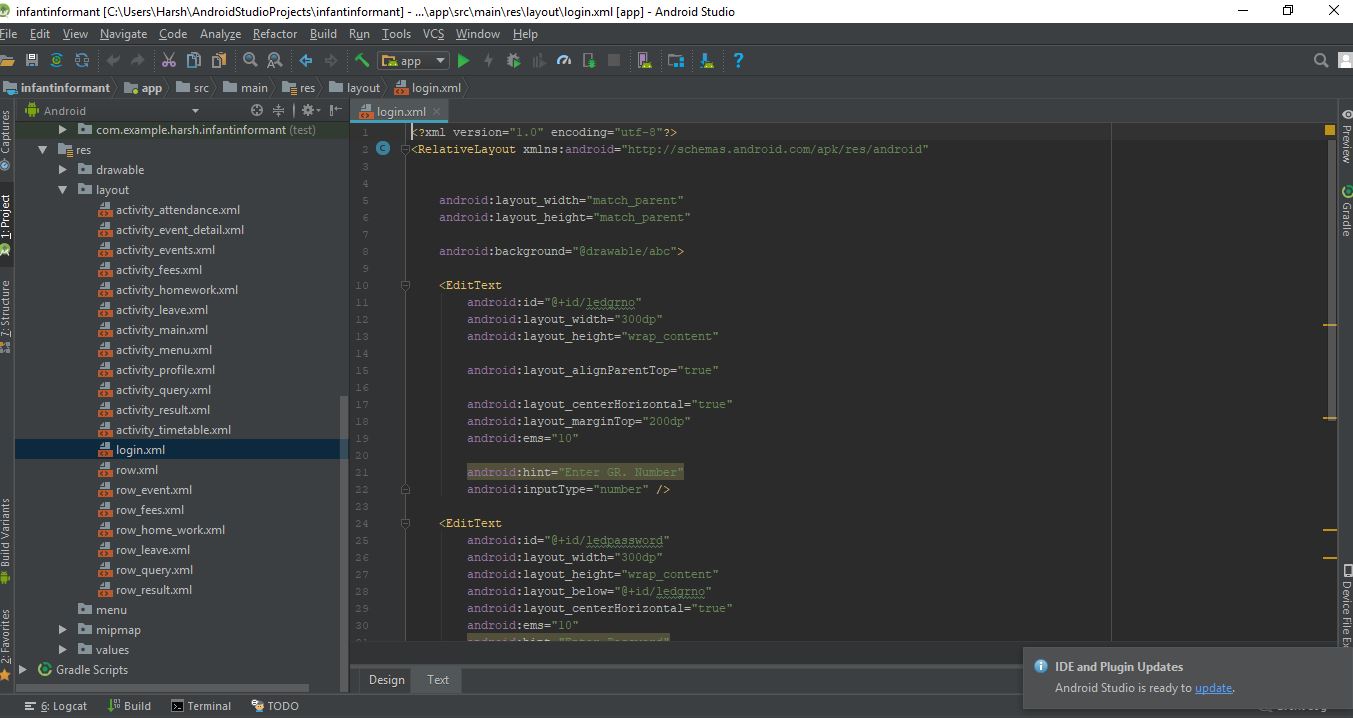 infantinformant [C:\Users\Harsh\AndroidStudioProjects\infantinformant] - ...\app\src\main\res\layout\login.xml [app] - Android Studio
File Edit View Navigate Code Analyze Refactor Build Run Tools VCS Window Help
app
infantinformant app src main res layout login.xml
Android
login.xml
Captures
1: Project
7: Structure
Build Variants
2: Favorites
com.example.harsh.infantinformant (test)
res
drawable
layout
activity_attendance.xml
activity_event_detail.xml
activity_events.xml
activity_fees.xml
activity_homework.xml
activity_leave.xml
activity_main.xml
activity_menu.xml
activity_profile.xml
activity_query.xml
activity_result.xml
activity_timetable.xml
login.xml
row.xml
row_event.xml
row_fees.xml
row_home_work.xml
row_leave.xml
row_query.xml
row_result.xml
menu
mipmap
values
Gradle Scripts
1 <?xml version="1.0" encoding="utf-8"?>
2 <RelativeLayout xmlns:android="http://schemas.android.com/apk/res/android"
3
4
5 android:layout_width="match_parent"
6 android:layout_height="match_parent"
7
8 android:background="@drawable/abc">
9
10 <EditText
11 android:id="@+id/ledgrno"
12 android:layout_width="300dp"
13 android:layout_height="wrap_content"
14
15 android:layout_alignParentTop="true"
16
17 android:layout_centerHorizontal="true"
18 android:layout_marginTop="200dp"
19 android:ems="10"
20
21 android:hint="Enter GR. Number"
22 android:inputType="number" />
23
24 <EditText
25 android:id="@+id/ledpassword"
26 android:layout_width="300dp"
27 android:layout_height="wrap_content"
28 android:layout_below="@+id/ledgrno"
29 android:layout_centerHorizontal="true"
30 android:ems="10"
31 android:hint="Enter Password"
Preview
Gradle
Device File
Design Text
IDE and Plugin Updates
Android Studio is ready to update.
6: Logcat Build Terminal TODO